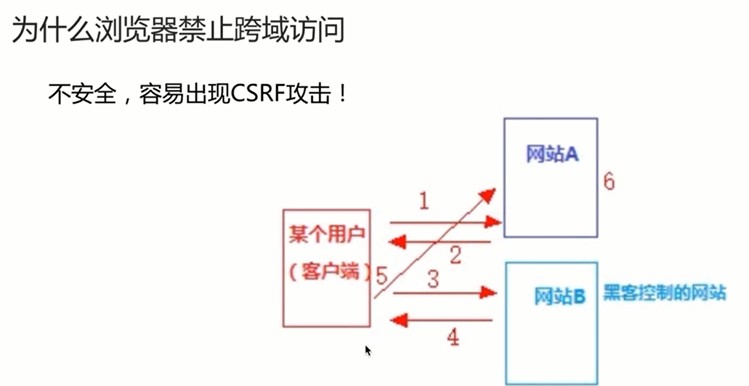 为什么浏览器禁止跨域访问
不安全，容易出现CSRF攻击！
网站A
6
1
某个用户
2
（客户端）
5
3
网站B
黑客控制的网站
4